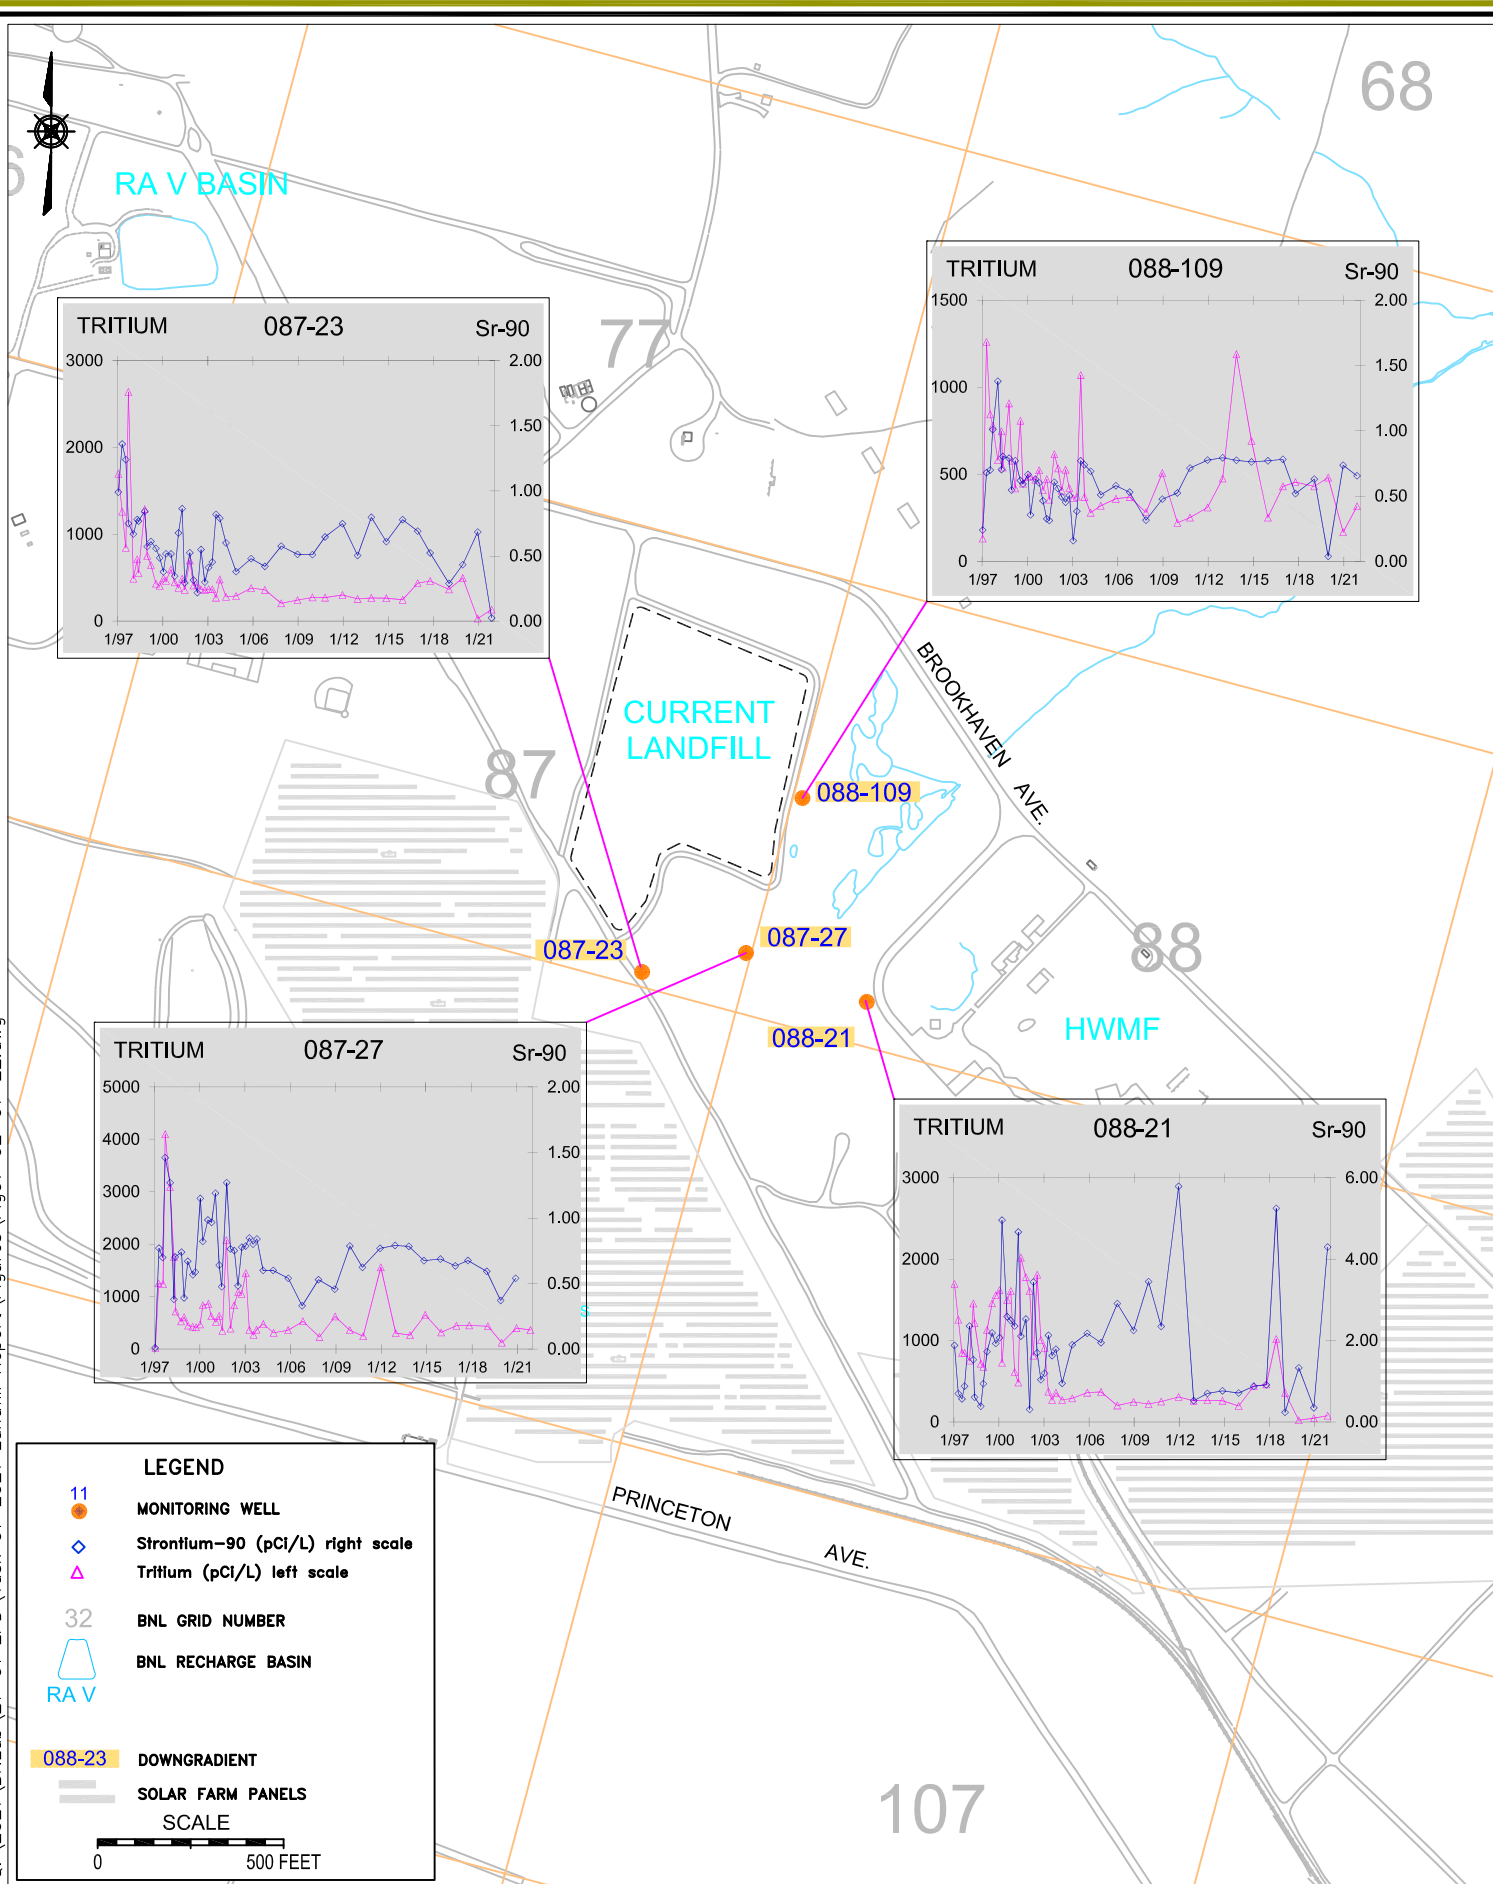 68
6
RA V BASIN
TRITIUM 088-109 Sr-90
1500
1000
500
0
2.00
1.50
1.00
0.50
0.00
1/97 1/00 1/03 1/06 1/09 1/12 1/15 1/18 1/21
TRITIUM 087-23 Sr-90
3000
2000
1000
0
2.00
1.50
1.00
0.50
0.00
1/97 1/00 1/03 1/06 1/09 1/12 1/15 1/18 1/21
77
BROOKHAVEN AVE.
CURRENT
LANDFILL
87
088-109
087-27
087-23
88
088-21
HWMF
TRITIUM 087-27 Sr-90
5000
4000
3000
2000
1000
0
2.00
1.50
1.00
0.50
0.00
1/97 1/00 1/03 1/06 1/09 1/12 1/15 1/18 1/21
s
TRITIUM 088-21 Sr-90
3000
2000
1000
0
6.00
4.00
2.00
0.00
1/97 1/00 1/03 1/06 1/09 1/12 1/15 1/18 1/21
PRINCETON AVE.
107
LEGEND
11
MONITORING WELL
Strontium-90 (pCi/L) right scale
Tritium (pCi/L) left scale
32 BNL GRID NUMBER
BNL RECHARGE BASIN
RA V
088-23 DOWNGRADIENT
SOLAR FARM PANELS
SCALE
0 500 FEET